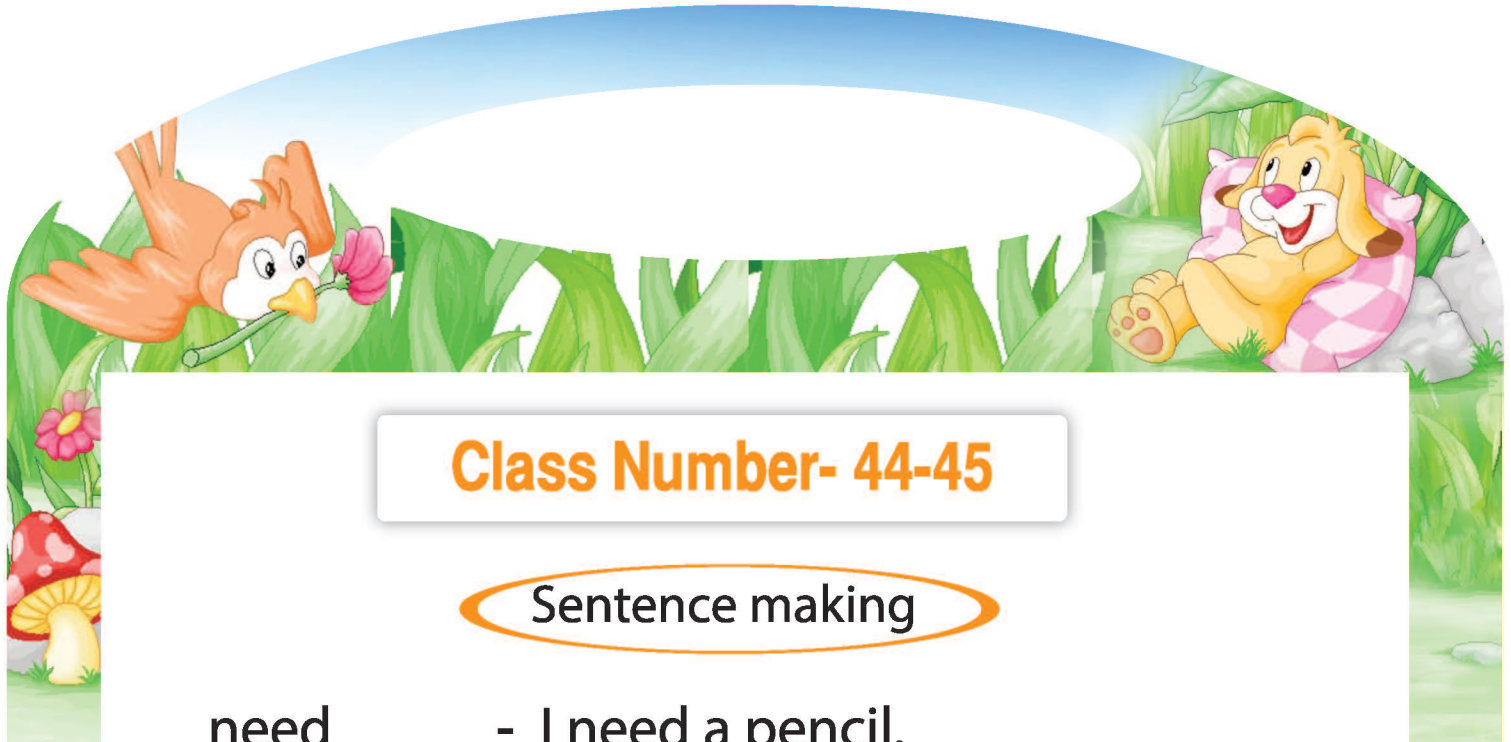 Class Number- 44-45
Sentence making
need - I need a pencil.